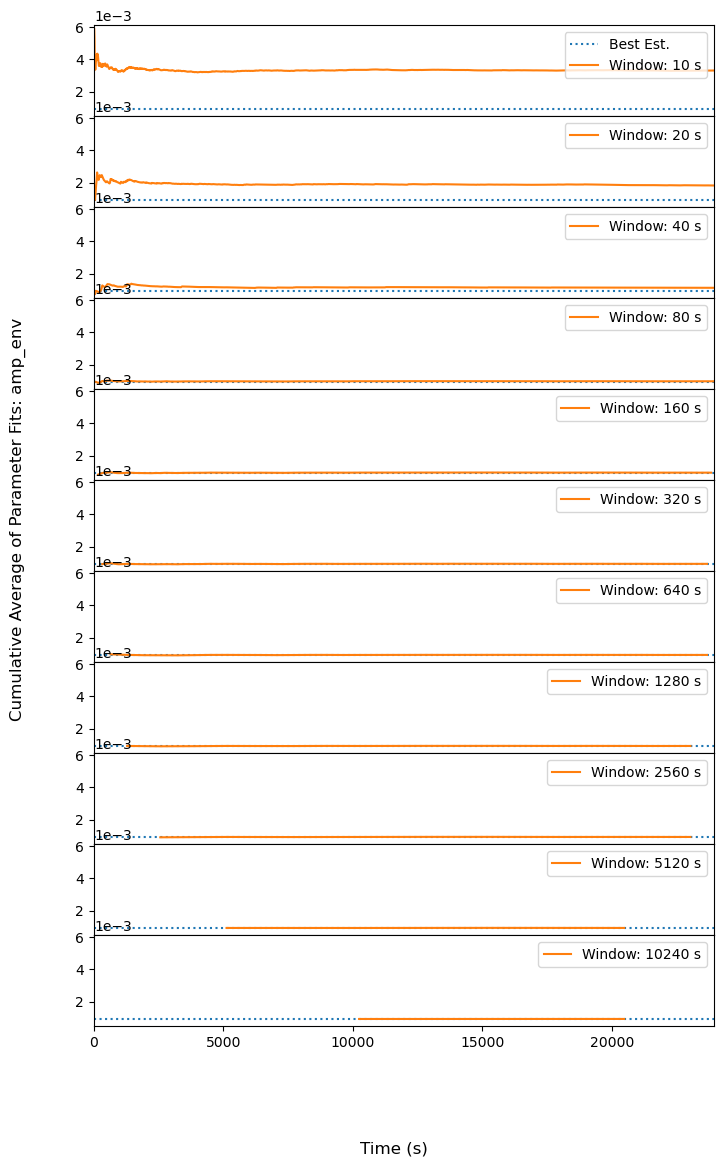 1e−3
6
4
2
Best Est.
Window: 10 s
1e−3
6
4
2
Window: 20 s
1e−3
6
4
2
Window: 40 s
1e−3
6
4
2
Window: 80 s
1e−3
6
4
2
Window: 160 s
1e−3
6
4
2
Window: 320 s
1e−3
6
4
2
Window: 640 s
1e−3
6
4
2
Window: 1280 s
1e−3
6
4
2
Window: 2560 s
1e−3
6
4
2
Window: 5120 s
1e−3
6
4
2
Window: 10240 s
0 5000 10000 15000 20000
Time (s)
Cumulative Average of Parameter Fits: amp_env